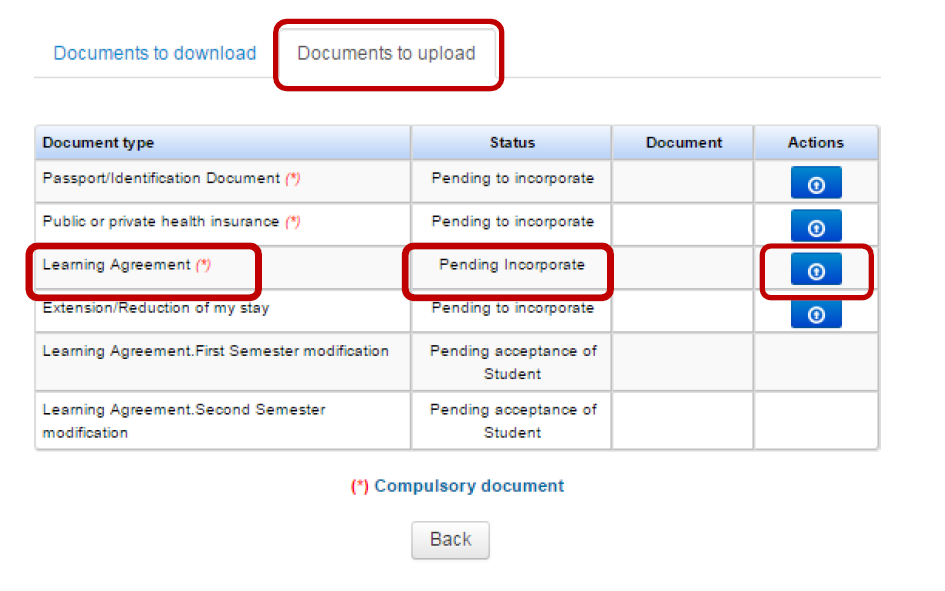 Documents to download Documents to upload
Document type Status Document Actions
Passport/Identification Document (*) Pending to incorporate
Public or private health insurance (*) Pending to incorporate
Learning Agreement (*) Pending Incorporate
Extension/Reduction of my stay Pending to incorporate
Learning Agreement.First Semester modification Pending acceptance of
Student
Learning Agreement.Second Semester Pending acceptance of
modification Student
(*) Compulsory document
Back